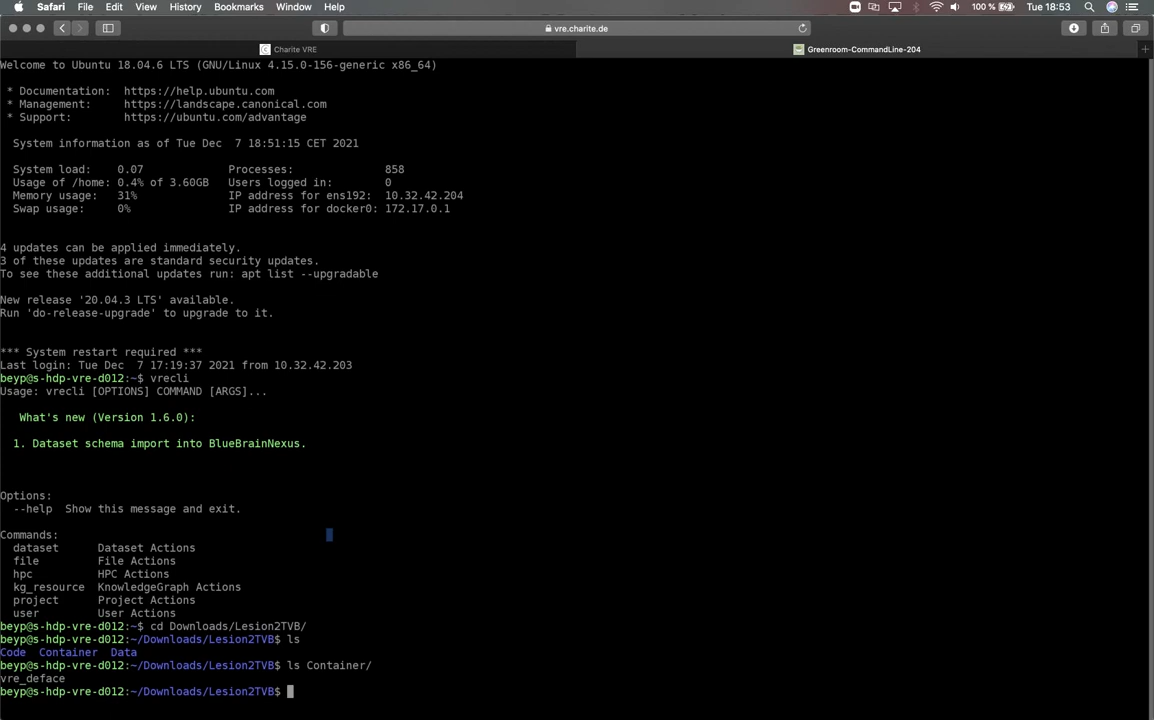 Safari File Edit View History Bookmarks Window Help 100 % Tue 18:53
vre.charite.de
C Charite VRE
Greenroom-CommandLine-204
Welcome to Ubuntu 18.04.6 LTS (GNU/Linux 4.15.0-156-generic x86_64)
* Documentation: https://help.ubuntu.com
* Management: https://landscape.canonical.com
* Support: https://ubuntu.com/advantage
System information as of Tue Dec 7 18:51:15 CET 2021
System load: 0.07 Processes: 858
Usage of /home: 0.4% of 3.60GB Users logged in: 0
Memory usage: 31% IP address for ens192: 10.32.42.204
Swap usage: 0% IP address for docker0: 172.17.0.1
4 updates can be applied immediately.
3 of these updates are standard security updates.
To see these additional updates run: apt list --upgradable
New release '20.04.3 LTS' available.
Run 'do-release-upgrade' to upgrade to it.
*** System restart required ***
Last login: Tue Dec 7 17:19:37 2021 from 10.32.42.203
beyp@s-hdp-vre-d012:~$ vrecli
Usage: vrecli [OPTIONS] COMMAND [ARGS]...
What's new (Version 1.6.0):
1. Dataset schema import into BlueBrainNexus.
Options:
--help Show this message and exit.
Commands:
dataset Dataset Actions
file File Actions
hpc HPC Actions
kg_resource KnowledgeGraph Actions
project Project Actions
user User Actions
beyp@s-hdp-vre-d012:~$ cd Downloads/Lesion2TVB/
beyp@s-hdp-vre-d012:~/Downloads/Lesion2TVB$ ls
Code Container Data
beyp@s-hdp-vre-d012:~/Downloads/Lesion2TVB$ ls Container/
vre_deface
beyp@s-hdp-vre-d012:~/Downloads/Lesion2TVB$